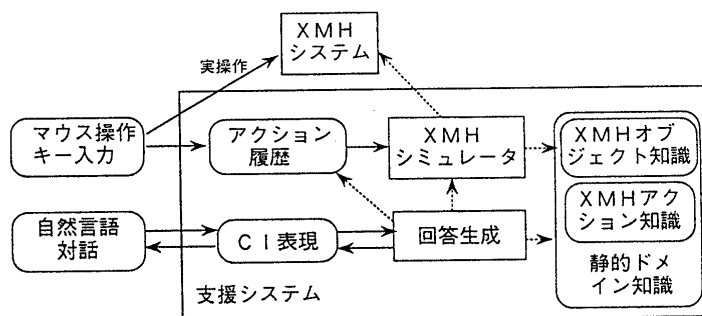 XMH
システム
実操作
マウス操作
キー入力
アクション
履歴
XMH
シミュレータ
XMHオブ
ジェクト知識
XMHアク
ション知識
自然言語
対話
CI表現
回答生成
静的ドメ
イン知識
支援システム